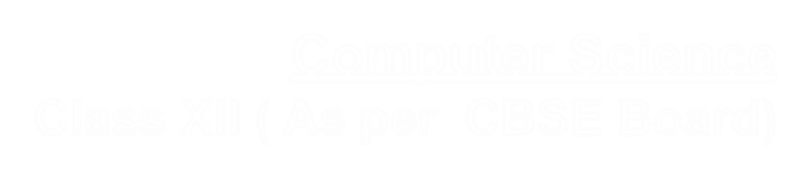 Computer Science
Class XII ( As per CBSE Board)